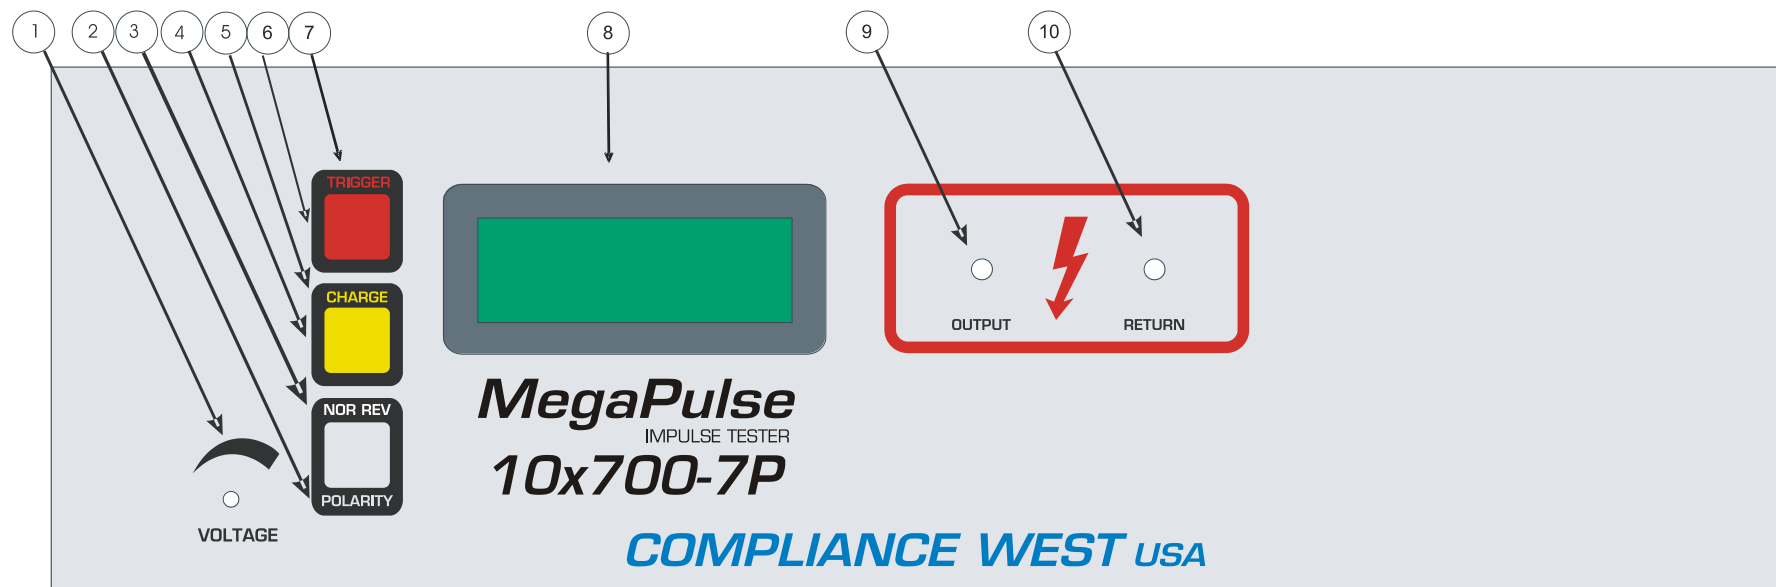 1 2 3 4 5 6 7 8 9 10
TRIGGER
CHARGE
NOR REV
POLARITY
VOLTAGE
OUTPUT
RETURN
MegaPulse
IMPULSE TESTER
10x700-7P
COMPLIANCE WEST USA